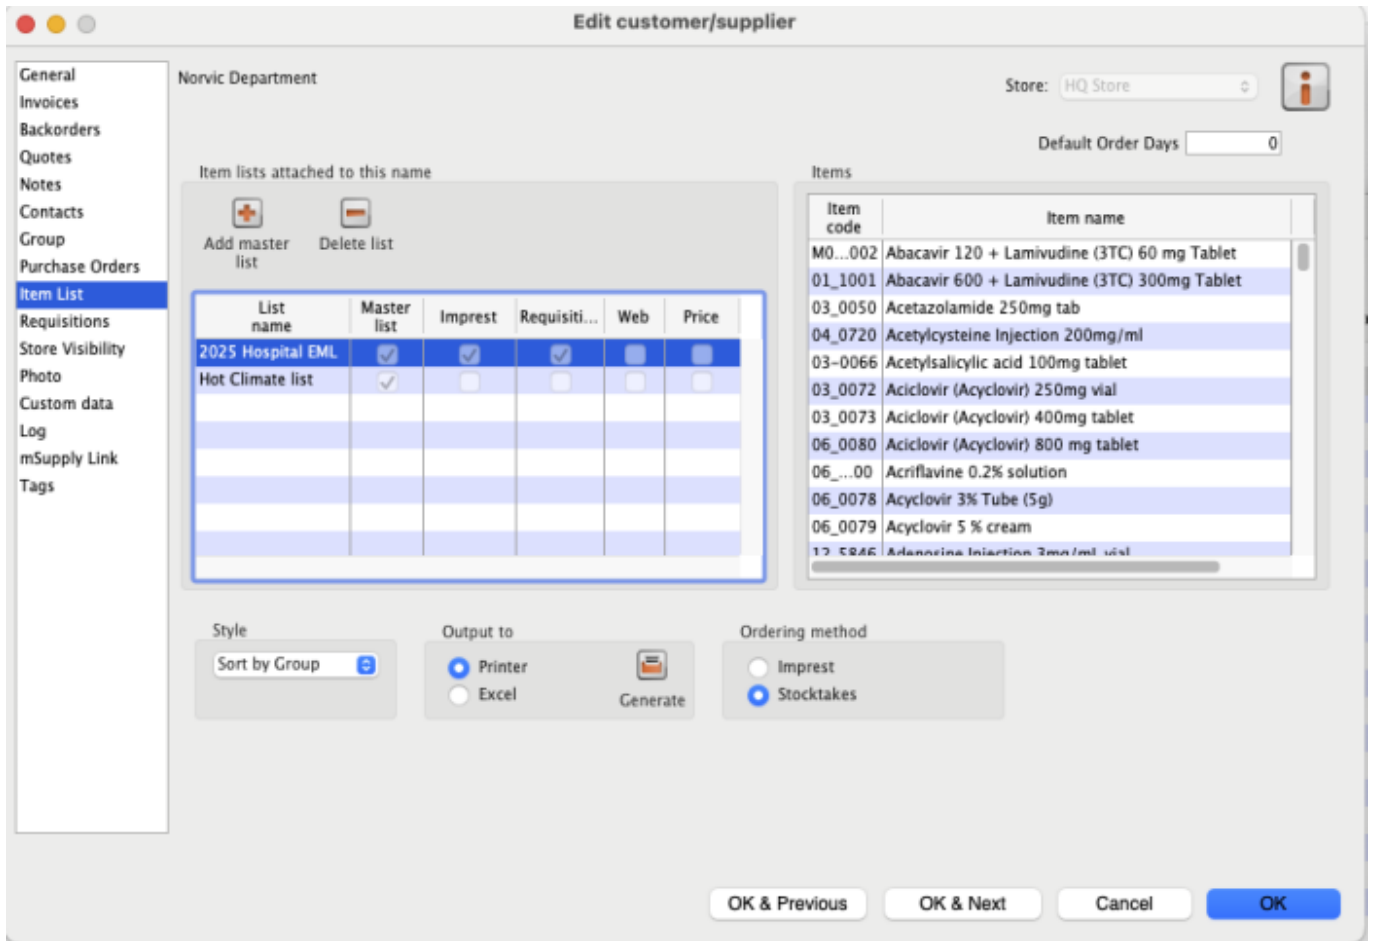 Edit customer/supplier
General
Invoices
Backorders
Quotes
Notes
Contacts
Group
Purchase Orders
Item List
Requisitions
Store Visibility
Photo
Custom data
Log
mSupply Link
Tags
Norvic Department
Store: HQ Store
Default Order Days 0
Item lists attached to this name
Add master list
Delete list
List name Master list Imprest Requisiti... Web Price
2025 Hospital EML
Hot Climate list
Items
Item code Item name
M0...002 Abacavir 120 + Lamivudine (3TC) 60 mg Tablet
01_1001 Abacavir 600 + Lamivudine (3TC) 300mg Tablet
03_0050 Acetazolamide 250mg tab
04_0720 Acetylcysteine Injection 200mg/ml
03-0066 Acetylsalicylic acid 100mg tablet
03_0072 Aciclovir (Acyclovir) 250mg vial
03_0073 Aciclovir (Acyclovir) 400mg tablet
06_0080 Aciclovir (Acyclovir) 800 mg tablet
06_...00 Acriflavine 0.2% solution
06_0078 Acyclovir 3% Tube (5g)
06_0079 Acyclovir 5 % cream
12_5846 Adenosine Injection 3mg/mL vial
Style
Sort by Group
Output to
Printer
Excel
Generate
Ordering method
Imprest
Stocktakes
OK & Previous
OK & Next
Cancel
OK